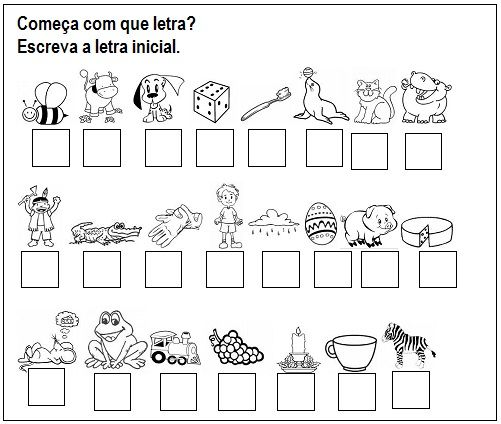 Começa com que letra?
Escreva a letra inicial.